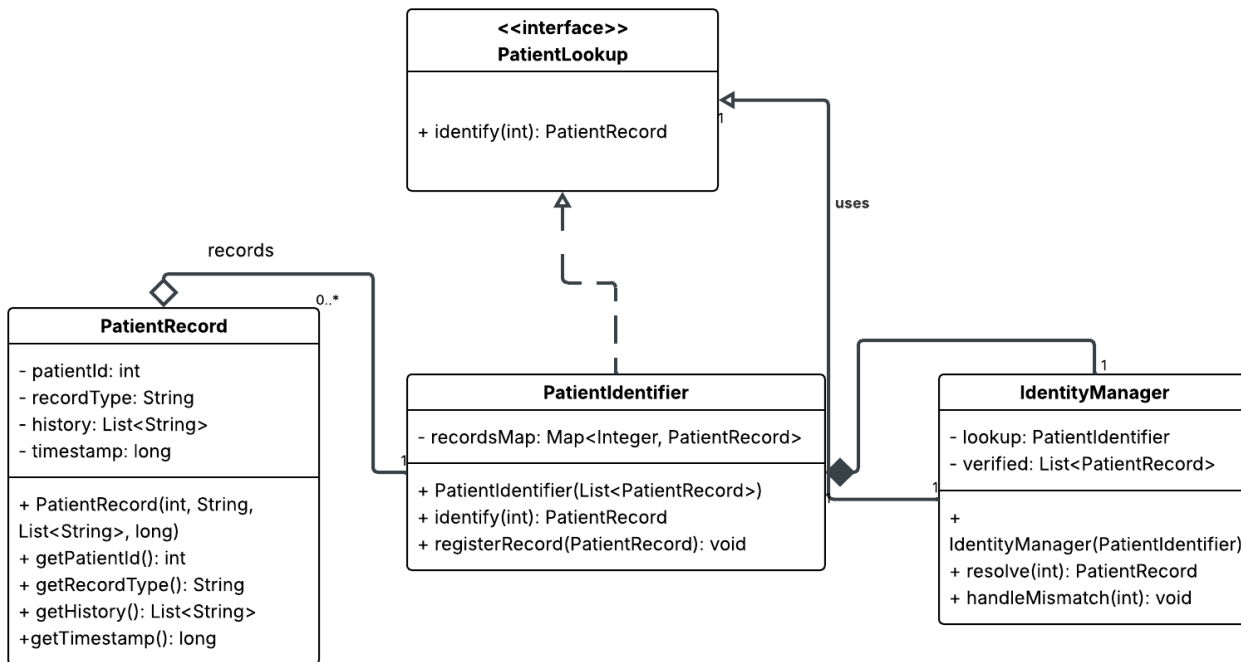 <<interface>>
PatientLookup
+ identify(int): PatientRecord
1
uses
records
0..*
PatientRecord
- patientId: int
- recordType: String
- history: List<String>
- timestamp: long
+ PatientRecord(int, String,
List<String>, long)
+ getPatientId(): int
+ getRecordType(): String
+ getHistory(): List<String>
+getTimestamp(): long
1
PatientIdentifier
- recordsMap: Map<Integer, PatientRecord>
+ PatientIdentifier(List<PatientRecord>)
+ identify(int): PatientRecord
+ registerRecord(PatientRecord): void
1
1
1
IdentityManager
- lookup: PatientIdentifier
- verified: List<PatientRecord>
+
IdentityManager(PatientIdentifier)
+ resolve(int): PatientRecord
+ handleMismatch(int): void